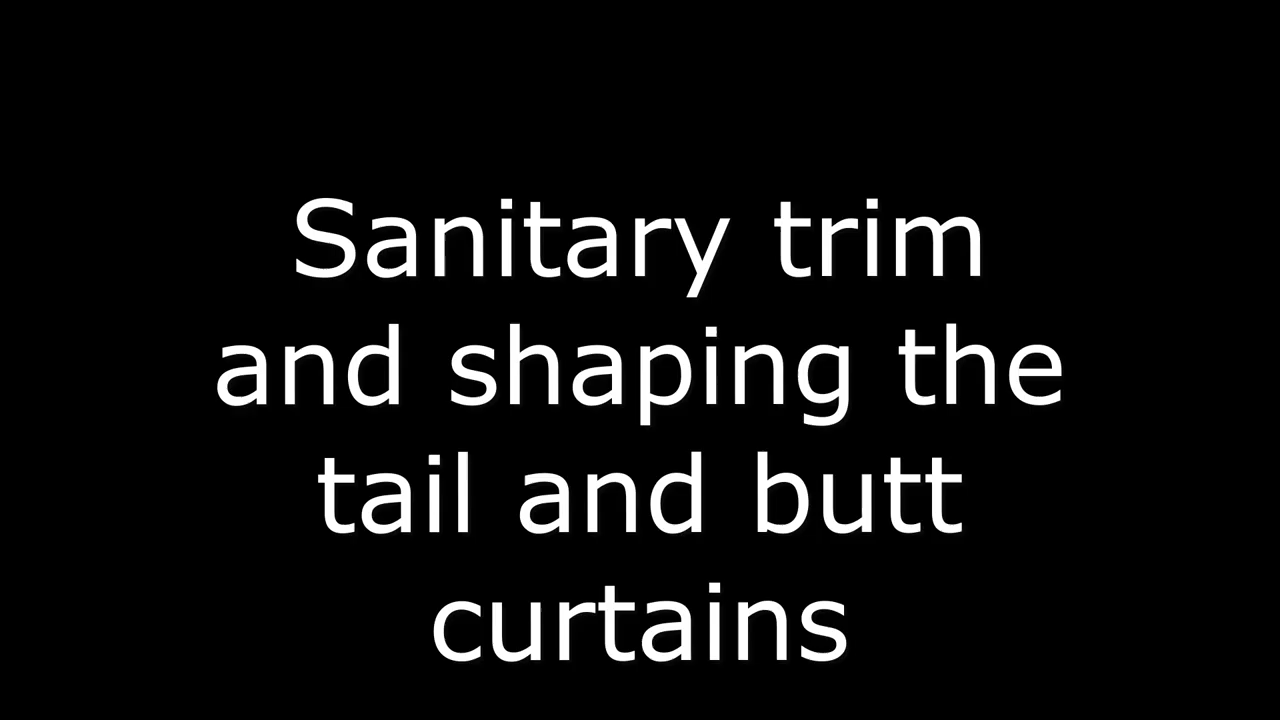 Sanitary trim
and shaping the
tail and butt
curtains